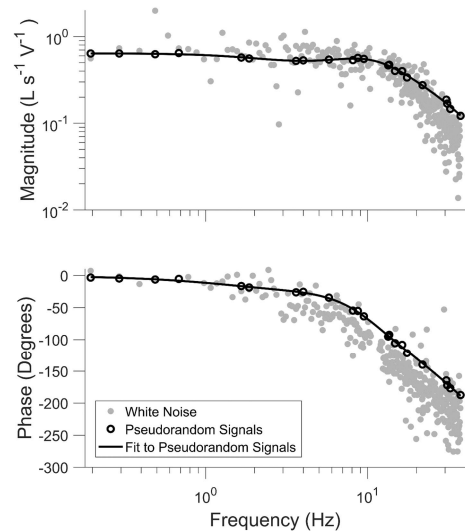 10^0
10^-1
10^-2
Magnitude (L s^-1 V^-1)
0
-50
-100
-150
-200
-250
-300
Phase (Degrees)
White Noise
Pseudorandom Signals
Fit to Pseudorandom Signals
10^0
10^1
Frequency (Hz)